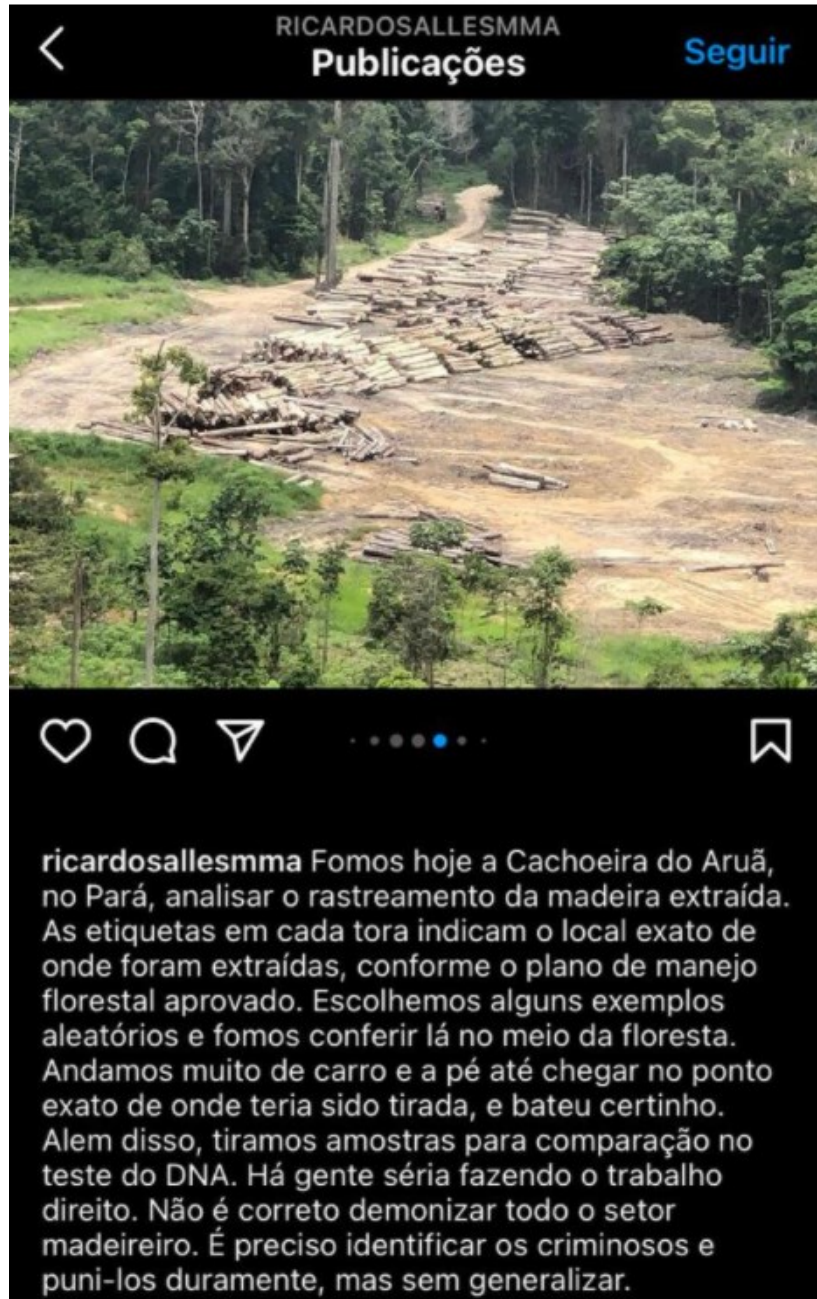 RICARDOSALLESMMA
Publicações
Seguir
ricardosallesmma Fomos hoje a Cachoeira do Aruã,
no Pará, analisar o rastreamento da madeira extraída.
As etiquetas em cada tora indicam o local exato de
onde foram extraídas, conforme o plano de manejo
florestal aprovado. Escolhemos alguns exemplos
aleatórios e fomos conferir lá no meio da floresta.
Andamos muito de carro e a pé até chegar no ponto
exato de onde teria sido tirada, e bateu certinho.
Alem disso, tiramos amostras para comparação no
teste do DNA. Há gente séria fazendo o trabalho
direito. Não é correto demonizar todo o setor
madeireiro. É preciso identificar os criminosos e
puni-los duramente, mas sem generalizar.